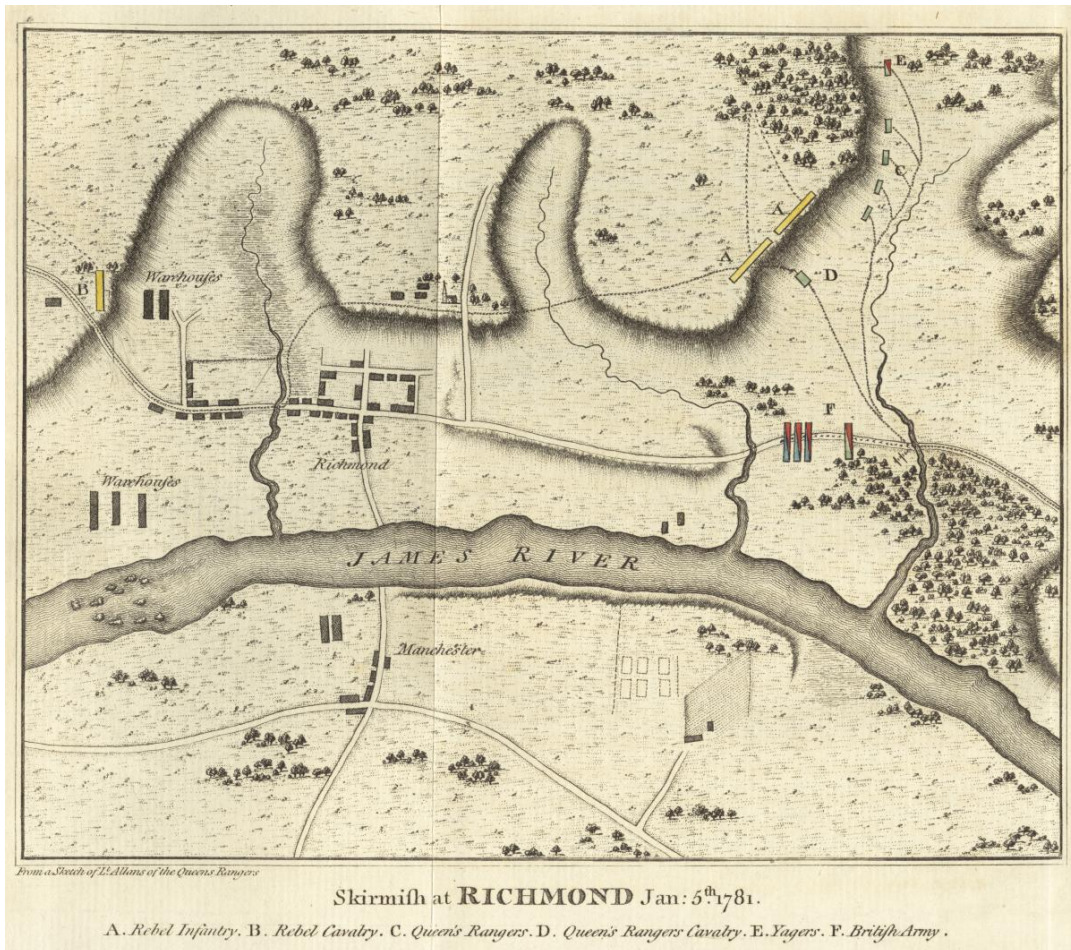 E
C
A
A
D
B
Warehouses
F
Richmond
Warehouses
JAMES RIVER
Manchester
From a Sketch of Lt. Allans of the Queens Rangers
Skirmiſh at RICHMOND Jan: 5th. 1781.
A. Rebel Infantry. B. Rebel Cavalry. C. Queen's Rangers. D. Queen's Rangers Cavalry. E. Yagers. F. Britiſh Army.